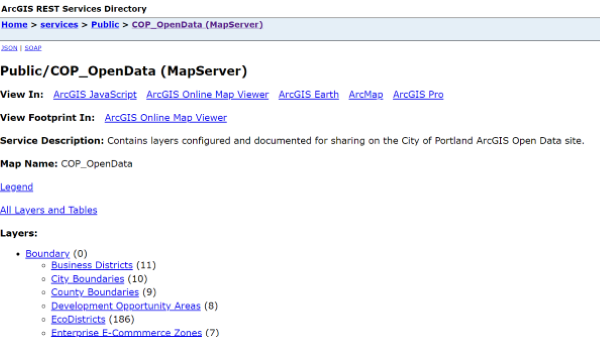 ArcGIS REST Services Directory
Home > services > Public > COP_OpenData (MapServer)
JSON | SOAP
Public/COP_OpenData (MapServer)
View In: ArcGIS JavaScript ArcGIS Online Map Viewer ArcGIS Earth ArcMap ArcGIS Pro
View Footprint In: ArcGIS Online Map Viewer
Service Description: Contains layers configured and documented for sharing on the City of Portland ArcGIS Open Data site.
Map Name: COP_OpenData
Legend
All Layers and Tables
Layers:
• Boundary (0)
○ Business Districts (11)
○ City Boundaries (10)
○ County Boundaries (9)
○ Development Opportunity Areas (8)
○ EcoDistricts (186)
○ Enterprise E-Commmerce Zones (7)